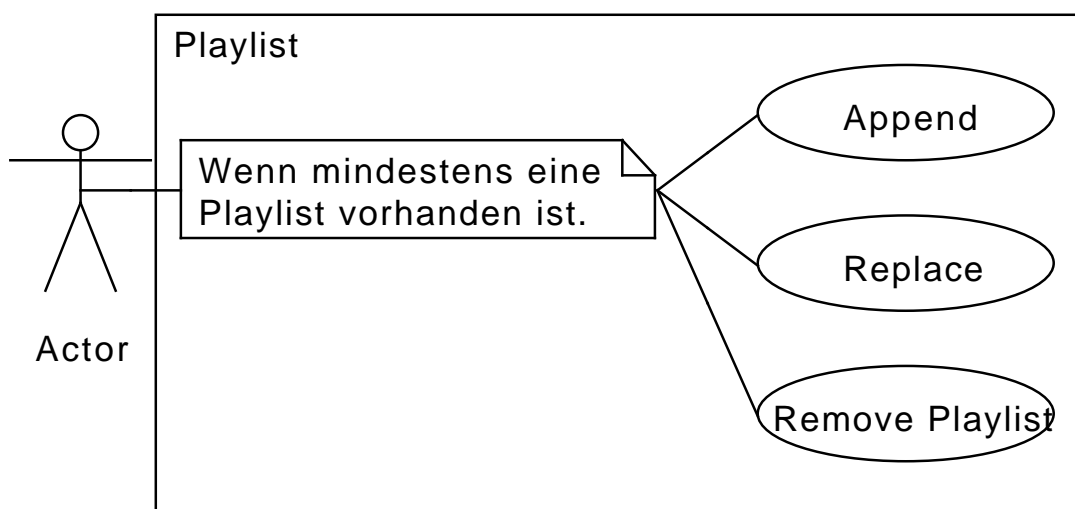 Playlist
Append
Wenn mindestens eine
Playlist vorhanden ist.
Replace
Actor
Remove Playlist